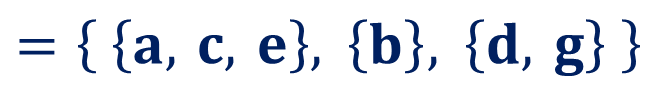 = { {a, c, e}, {b}, {d, g} }